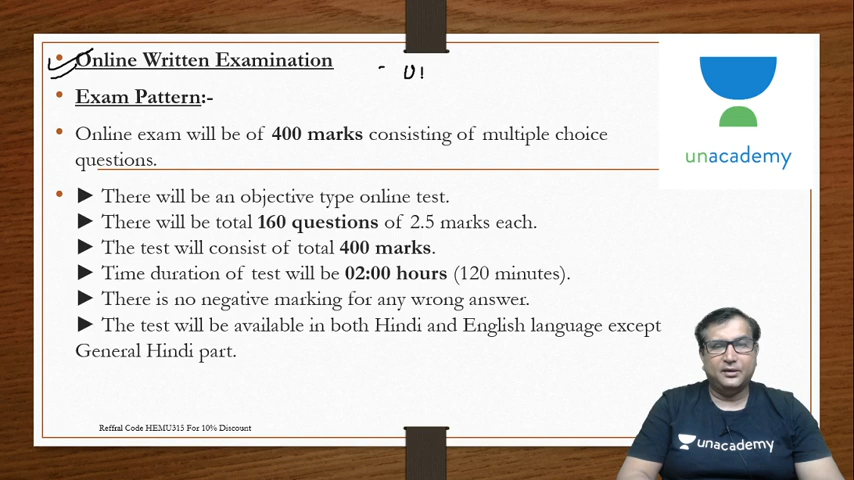 Online Written Examination
Exam Pattern:-
Online exam will be of 400 marks consisting of multiple choice
questions.
► There will be an objective type online test.
► There will be total 160 questions of 2.5 marks each.
► The test will consist of total 400 marks.
► Time duration of test will be 02:00 hours (120 minutes).
► There is no negative marking for any wrong answer.
► The test will be available in both Hindi and English language except
General Hindi part.
Reffral Code HEMU315 For 10% Discount
unacademy
unacademy